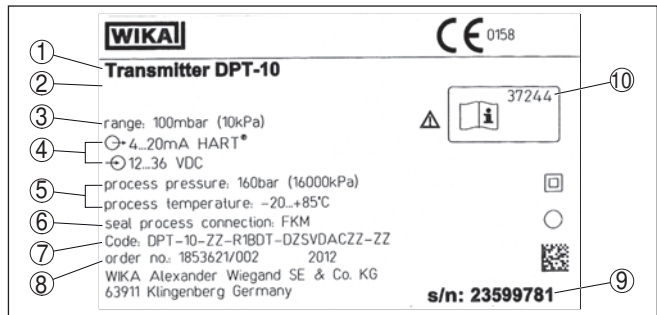 WIKA
CE 0158
① Transmitter DPT-10
②
37244 ⑩
i
③ range: 100mbar (10kPa)
④ 4...20mA HART®
12...36 VDC
⑤ process pressure: 160bar (16000kPa)
process temperature: -20...+85°C
⑥ seal process connection: FKM
⑦ Code: DPT-10-ZZ-R1BDT-DZSVDACZZ-ZZ
⑧ order no.: 1853621/002 2012
WIKA Alexander Wiegand SE & Co. KG
63911 Klingenberg Germany
s/n: 23599781 ⑨